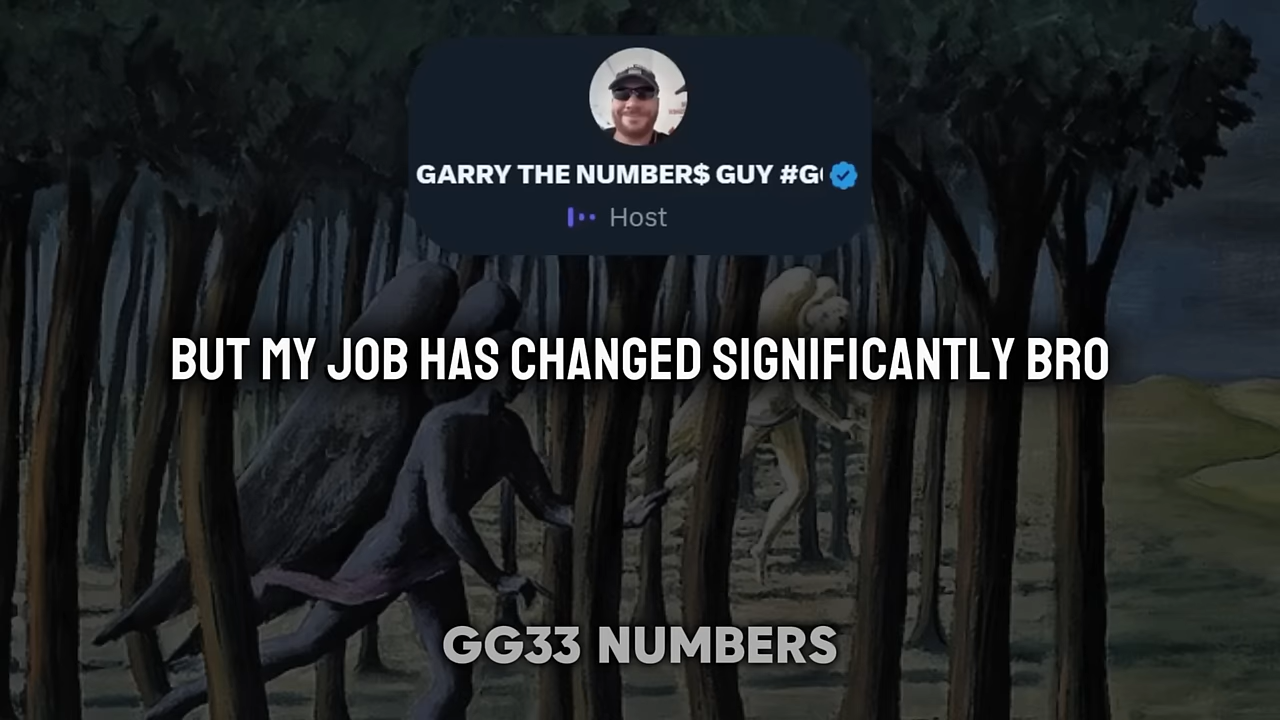 GARRY THE NUMBER$ GUY #G
Host
BUT MY JOB HAS CHANGED SIGNIFICANTLY BRO
GG33 NUMBERS